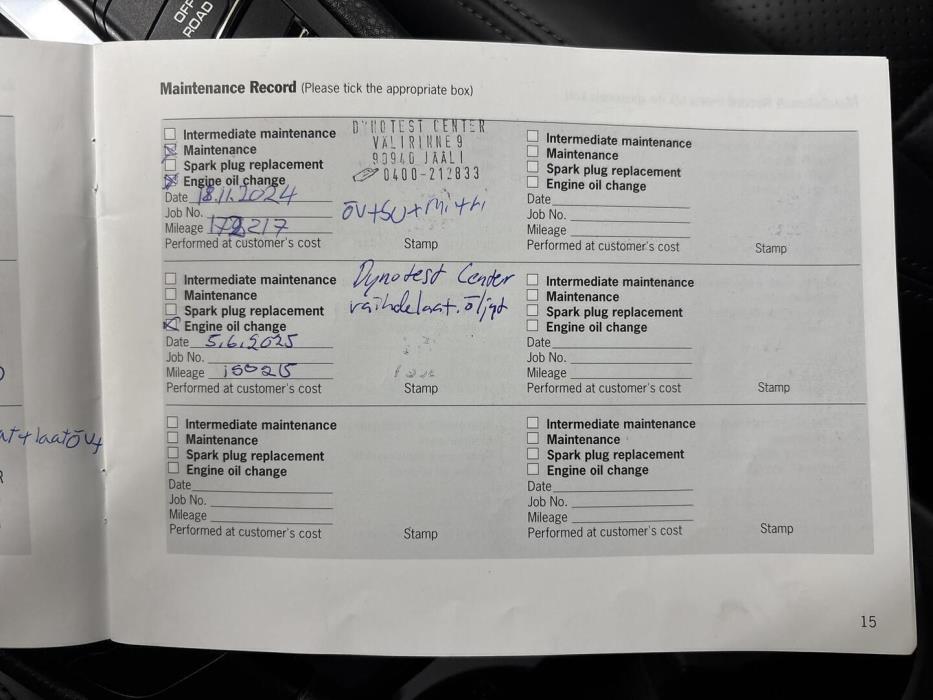 OFF
ROAD
Maintenance Record (Please tick the appropriate box)
Intermediate maintenance
Maintenance
Spark plug replacement
Engine oil change
Date 18.11.2024
Job No.
Mileage 178217
Performed at customer's cost
DYNOTEST CENTER
VALIRINNE 9
90940 JÄÄLI
0400-212833
Stamp
Intermediate maintenance
Maintenance
Spark plug replacement
Engine oil change
Date
Job No.
Mileage
Performed at customer's cost
Stamp
Intermediate maintenance
Maintenance
Spark plug replacement
Engine oil change
Date 5.6.2025
Job No.
Mileage
Performed at customer's cost
Dynotest Center
vaihdelaat. öljyt
Stamp
Intermediate maintenance
Maintenance
Spark plug replacement
Engine oil change
Date
Job No.
Mileage
Performed at customer's cost
Stamp
Intermediate maintenance
Maintenance
Spark plug replacement
Engine oil change
Date
Job No.
Mileage
Performed at customer's cost
Stamp
Intermediate maintenance
Maintenance
Spark plug replacement
Engine oil change
Date
Job No.
Mileage
Performed at customer's cost
Stamp
15